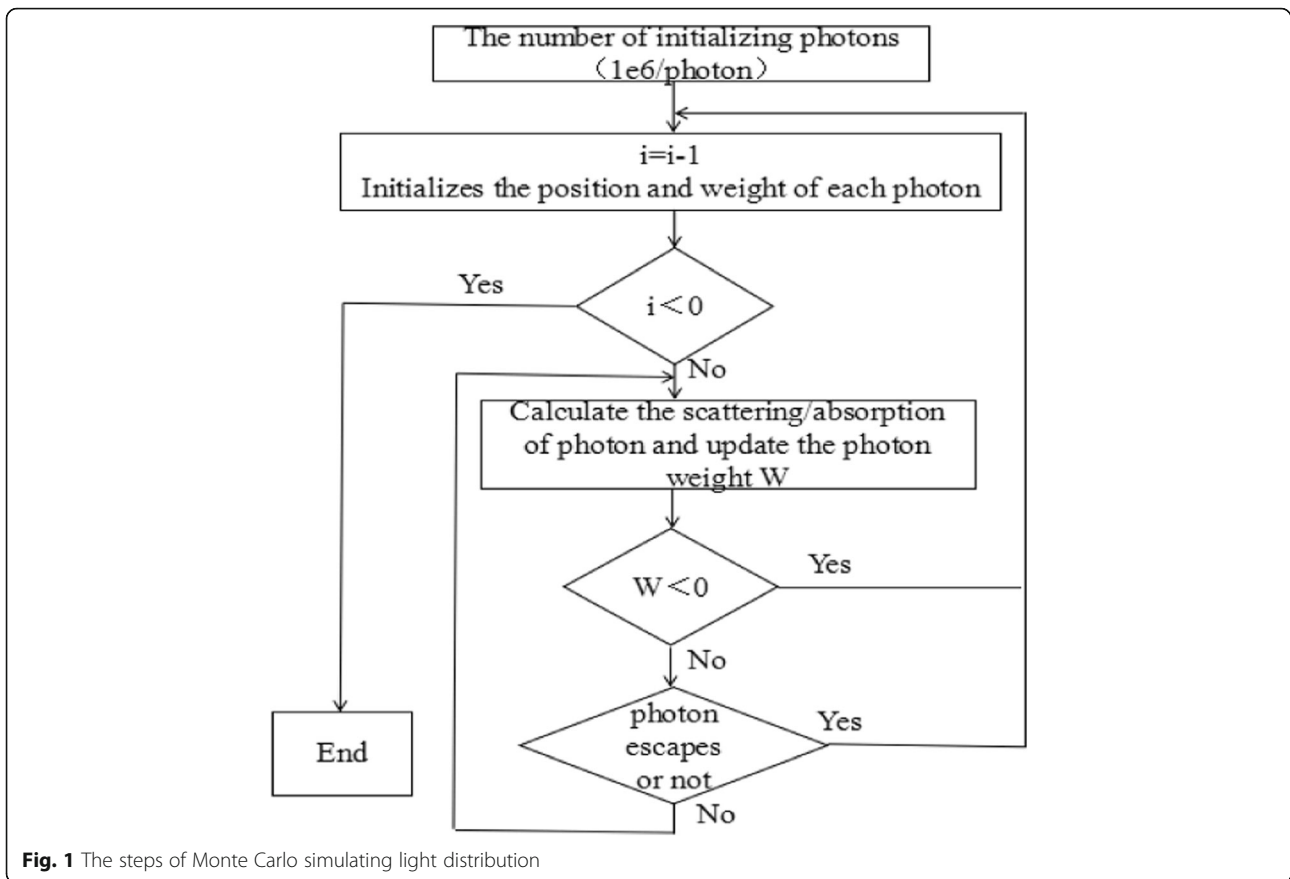 The number of initializing photons
（1e6/photon）
i=i-1
Initializes the position and weight of each photon
Yes
i＜0
No
Calculate the scattering/absorption
of photon and update the photon
weight W
W＜0
Yes
No
photon
escapes
or not
Yes
No
End
Fig. 1 The steps of Monte Carlo simulating light distribution